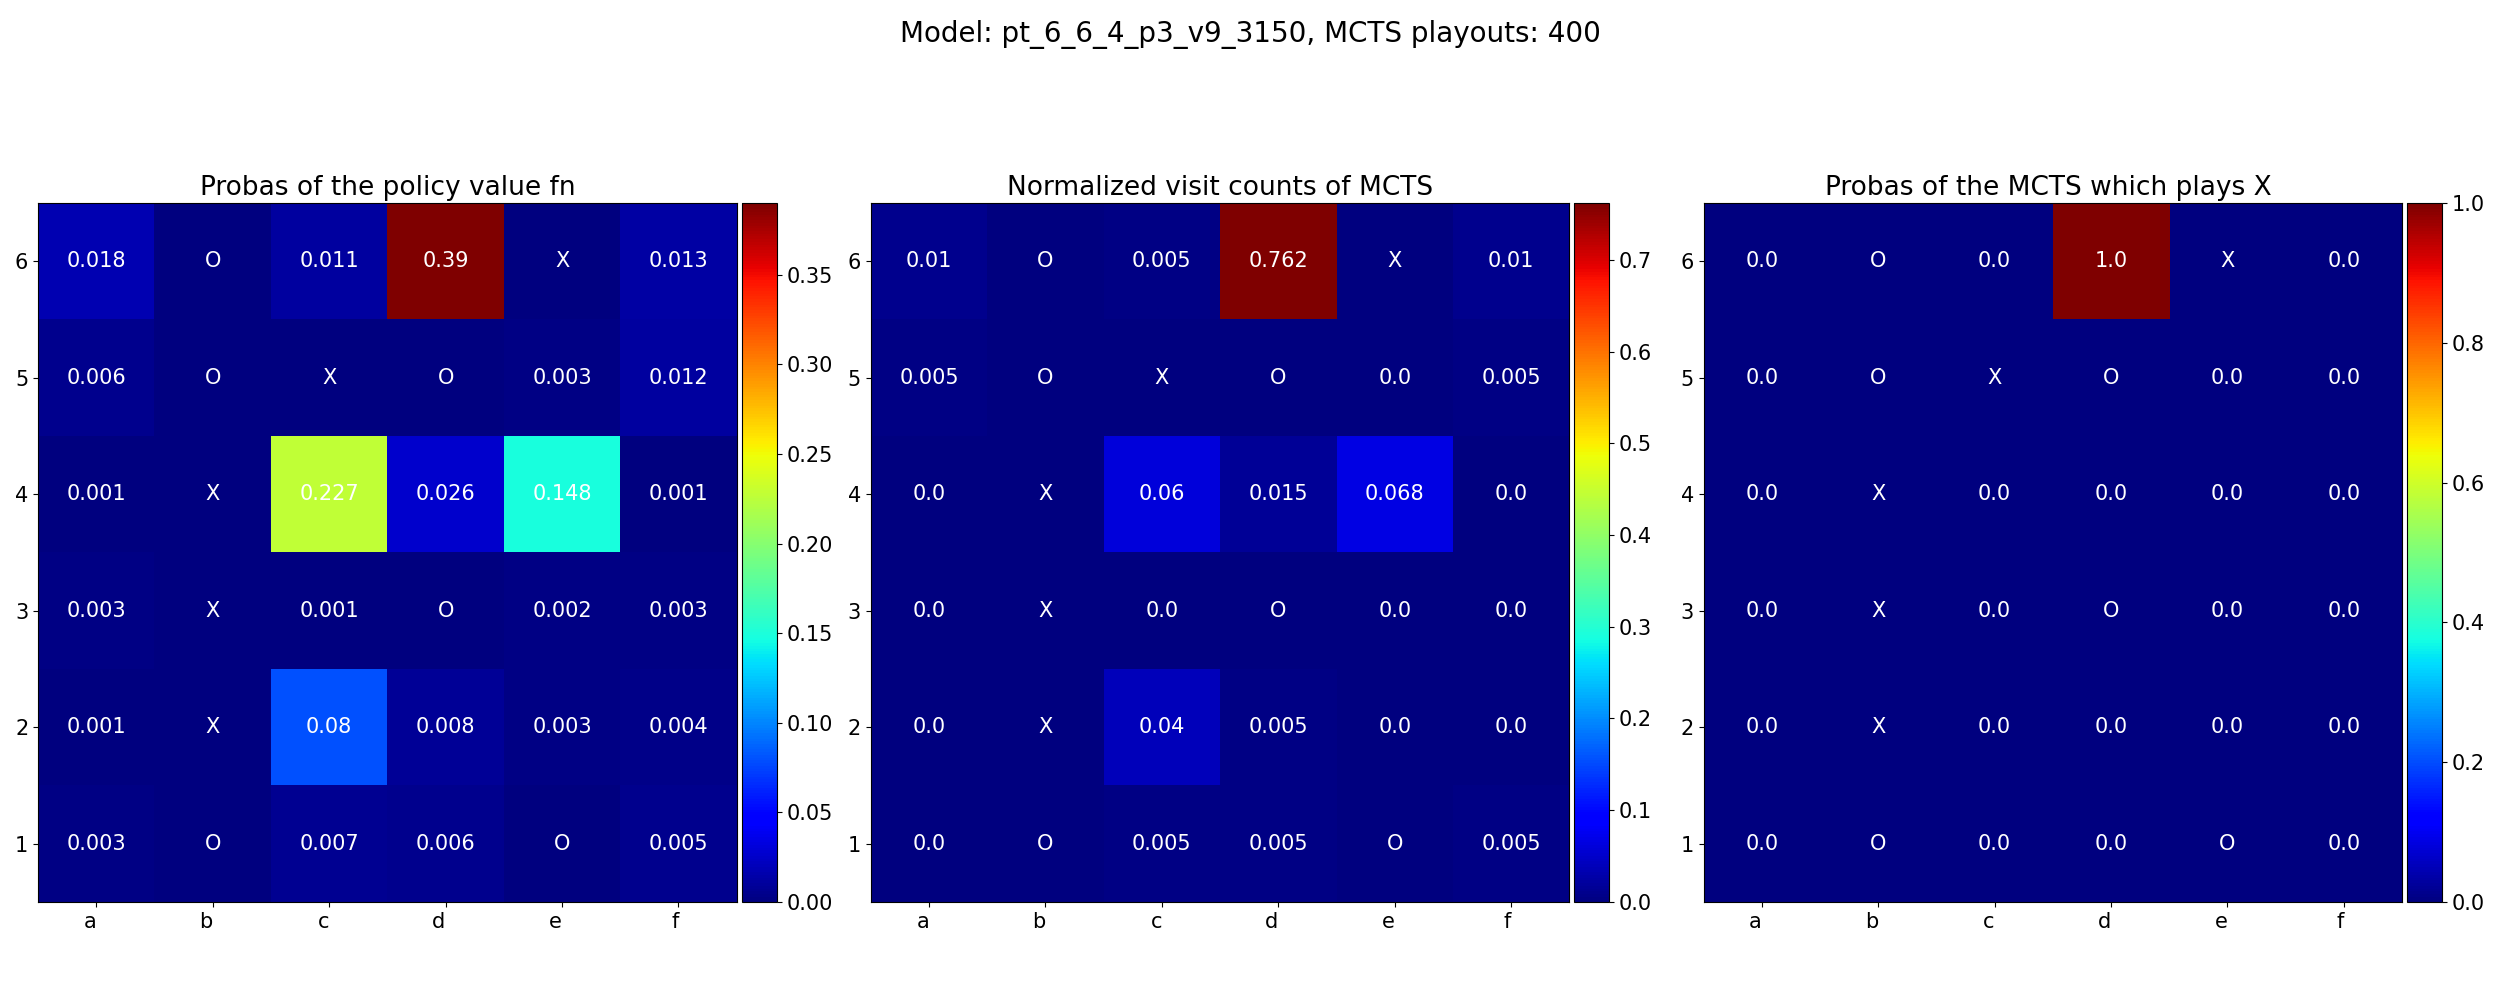 Model: pt_6_6_4_p3_v9_3150, MCTS playouts: 400
Probas of the policy value fn
6 0.018 O 0.011 0.39 X 0.013
5 0.006 O X O 0.003 0.012
4 0.001 X 0.227 0.026 0.148 0.001
3 0.003 X 0.001 O 0.002 0.003
2 0.001 X 0.08 0.008 0.003 0.004
1 0.003 O 0.007 0.006 O 0.005
a b c d e f
0.35
0.30
0.25
0.20
0.15
0.10
0.05
0.00
Normalized visit counts of MCTS
6 0.01 O 0.005 0.762 X 0.01
5 0.005 O X O 0.0 0.005
4 0.0 X 0.06 0.015 0.068 0.0
3 0.0 X 0.0 O 0.0 0.0
2 0.0 X 0.04 0.005 0.0 0.0
1 0.0 O 0.005 0.005 O 0.005
a b c d e f
0.7
0.6
0.5
0.4
0.3
0.2
0.1
0.0
Probas of the MCTS which plays X
6 0.0 O 0.0 1.0 X 0.0
5 0.0 O X O 0.0 0.0
4 0.0 X 0.0 0.0 0.0 0.0
3 0.0 X 0.0 O 0.0 0.0
2 0.0 X 0.0 0.0 0.0 0.0
1 0.0 O 0.0 0.0 O 0.0
a b c d e f
1.0
0.8
0.6
0.4
0.2
0.0